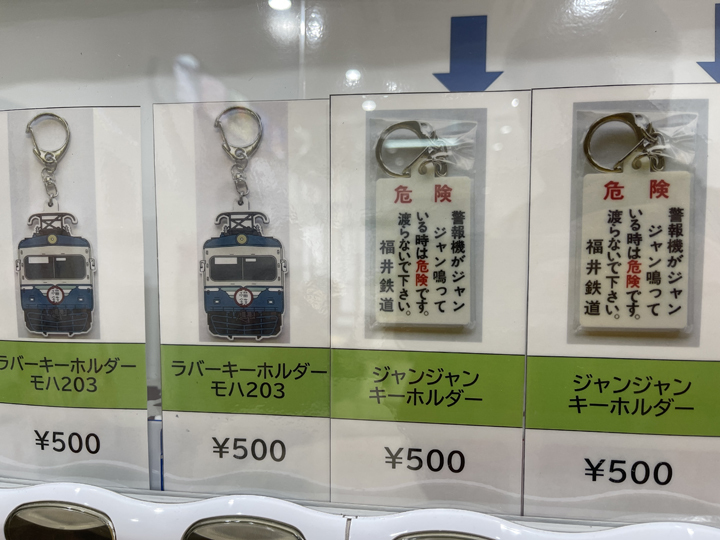 ラバーキーホルダー
モハ203
¥500
ラバーキーホルダー
モハ203
¥500
危険
警報機がジャン
ジャン鳴つて
いる時は危険です。
渡らないで下さい。
福井鉄道
ジャンジャン
キーホルダー
¥500
危険
警報機がジャン
ジャン鳴つて
いる時は危険です。
渡らないで下さい。
福井鉄道
ジャンジャン
キーホルダー
¥500